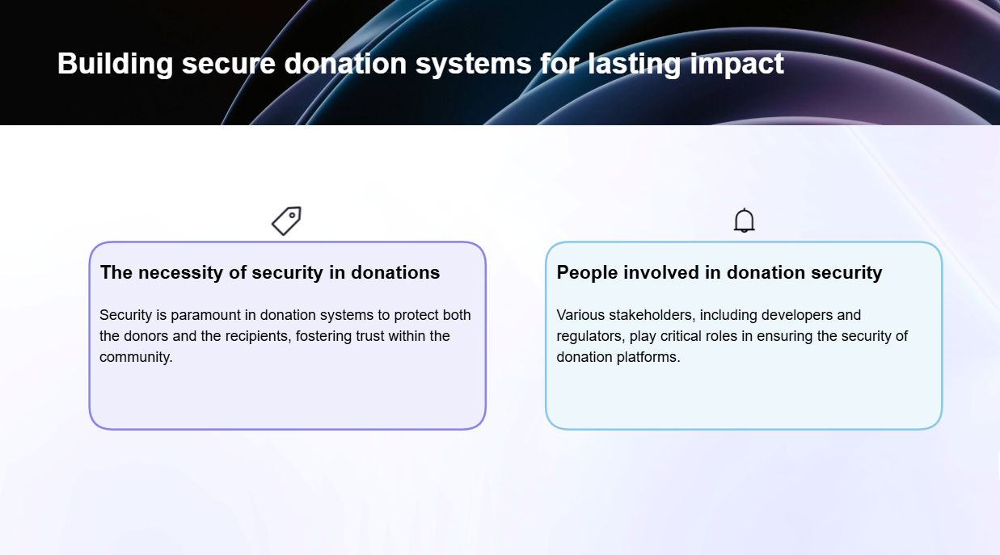 Building secure donation systems for lasting impact
The necessity of security in donations
Security is paramount in donation systems to protect both
the donors and the recipients, fostering trust within the
community.
People involved in donation security
Various stakeholders, including developers and
regulators, play critical roles in ensuring the security of
donation platforms.